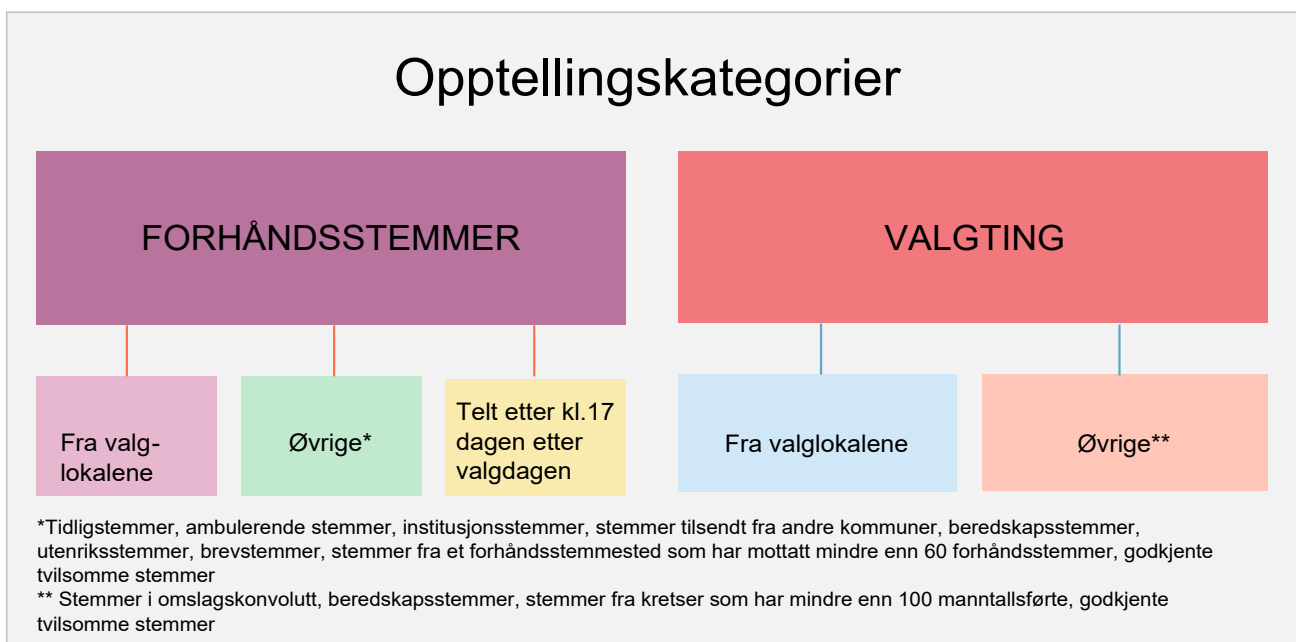 Opptellingskategorier
FORHÅNDSSTEMMER
VALGTING
Fra valg-
lokalene
Øvrige*
Telt etter kl.17
dagen etter
valgdagen
Fra valglokalene
Øvrige**
*Tidligstemmer, ambulerende stemmer, institusjonsstemmer, stemmer tilsendt fra andre kommuner, beredskapsstemmer,
utenriksstemmer, brevstemmer, stemmer fra et forhåndsstemmested som har mottatt mindre enn 60 forhåndsstemmer, godkjente
tvilsomme stemmer
** Stemmer i omslagskonvolutt, beredskapsstemmer, stemmer fra kretser som har mindre enn 100 manntallsførte, godkjente
tvilsomme stemmer